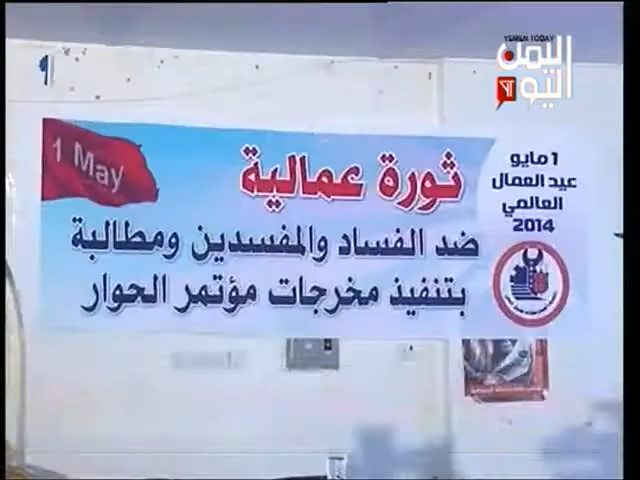 YEMEN TODAY
اليمن
اليوم
1 May
ثورة عمالية
ضد الفساد والمفسدين ومطالبة
بتنفيذ مخرجات مؤتمر الحوار
1 مايو
عيد العمال
العالمي
2014